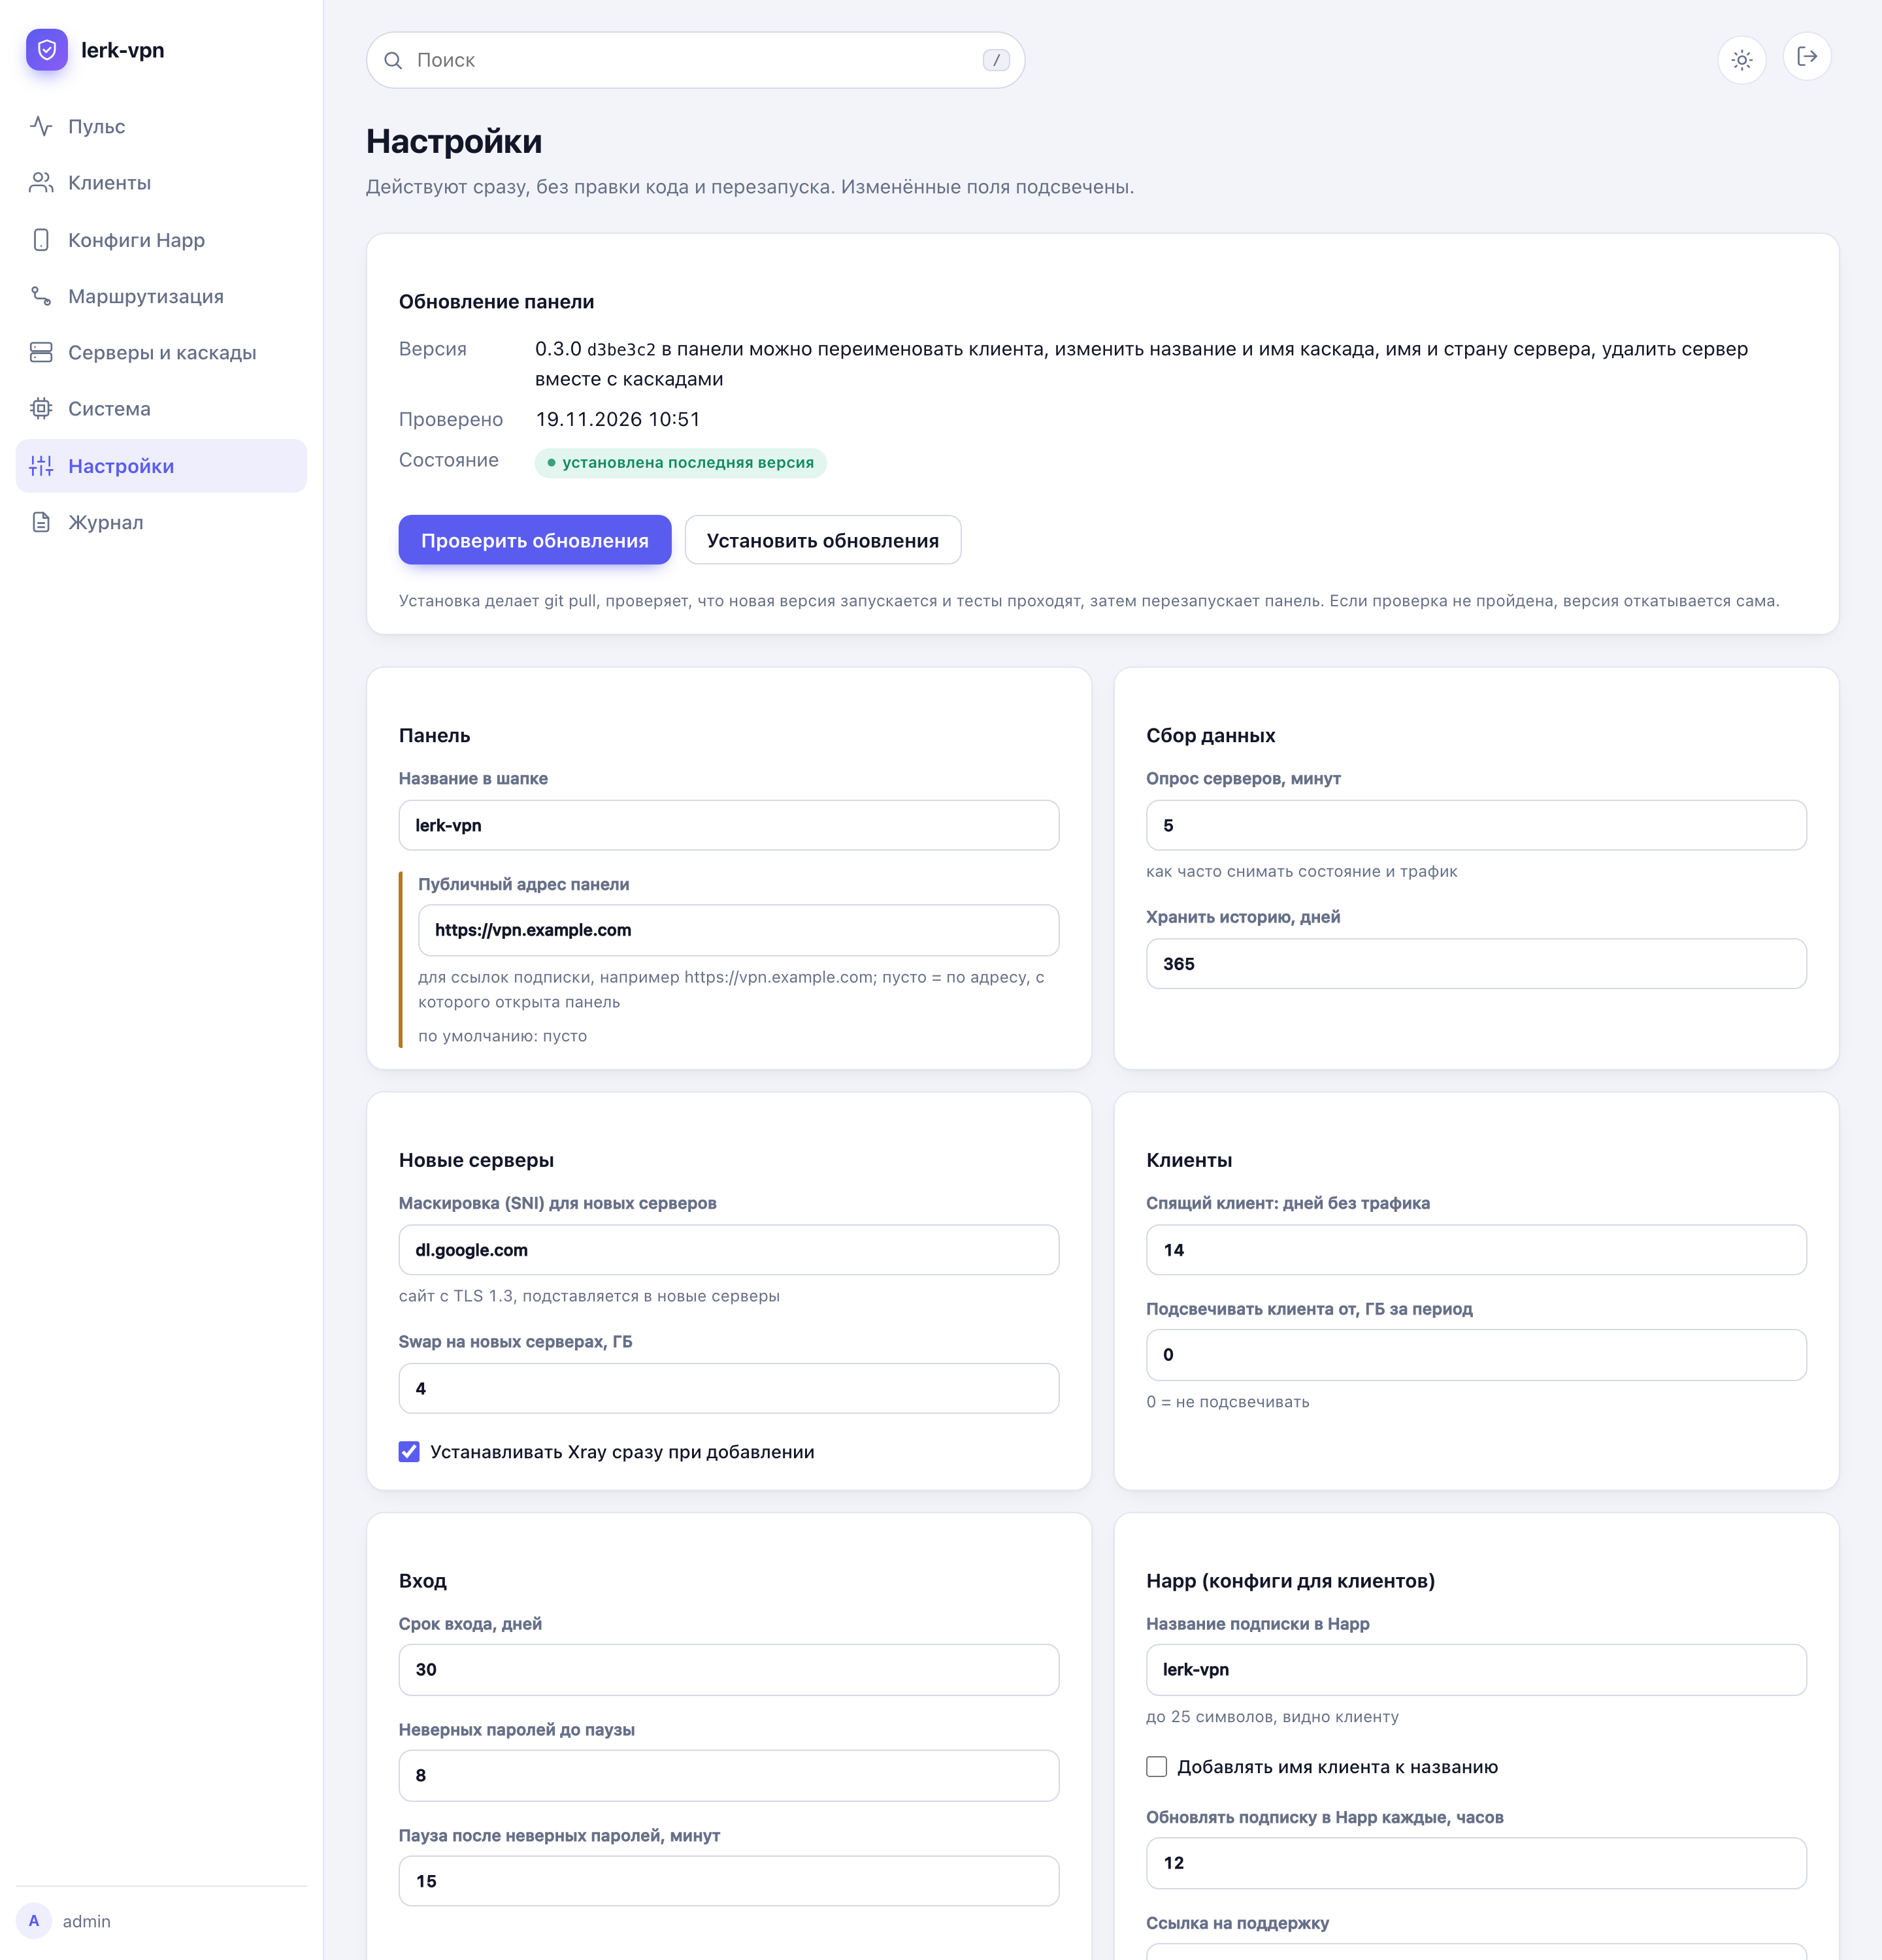 lerk-vpn
Пульс
Клиенты
Конфиги Happ
Маршрутизация
Серверы и каскады
Система
Настройки
Журнал
A
admin
Поиск
/
Настройки
Действуют сразу, без правки кода и перезапуска. Изменённые поля подсвечены.
Обновление панели
Версия
0.3.0 d3be3c2 в панели можно переименовать клиента, изменить название и имя каскада, имя и страну сервера, удалить сервер
вместе с каскадами
Проверено
19.11.2026 10:51
Состояние
установлена последняя версия
Проверить обновления
Установить обновления
Установка делает git pull, проверяет, что новая версия запускается и тесты проходят, затем перезапускает панель. Если проверка не пройдена, версия откатывается сама.
Панель
Название в шапке
lerk-vpn
Публичный адрес панели
https://vpn.example.com
для ссылок подписки, например https://vpn.example.com; пусто = по адресу, с
которого открыта панель
по умолчанию: пусто
Сбор данных
Опрос серверов, минут
5
как часто снимать состояние и трафик
Хранить историю, дней
365
Новые серверы
Маскировка (SNI) для новых серверов
dl.google.com
сайт с TLS 1.3, подставляется в новые серверы
Swap на новых серверах, ГБ
4
Устанавливать Xray сразу при добавлении
Клиенты
Спящий клиент: дней без трафика
14
Подсвечивать клиента от, ГБ за период
0
0 = не подсвечивать
Вход
Срок входа, дней
30
Неверных паролей до паузы
8
Пауза после неверных паролей, минут
15
Happ (конфиги для клиентов)
Название подписки в Happ
lerk-vpn
до 25 символов, видно клиенту
Добавлять имя клиента к названию
Обновлять подписку в Happ каждые, часов
12
Ссылка на поддержку